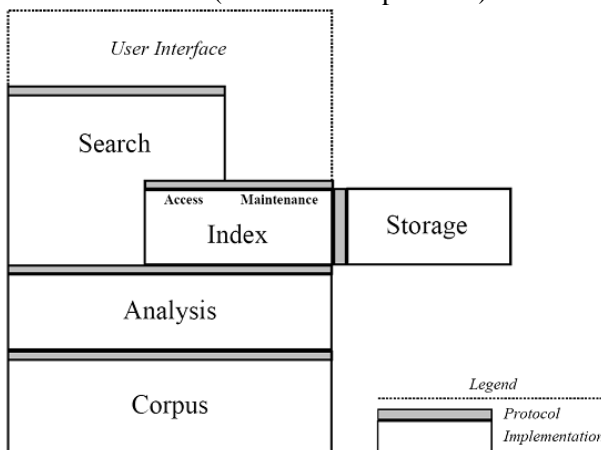 User Interface
Search
Access Maintenance
Index
Storage
Analysis
Corpus
Legend
Protocol
Implementation